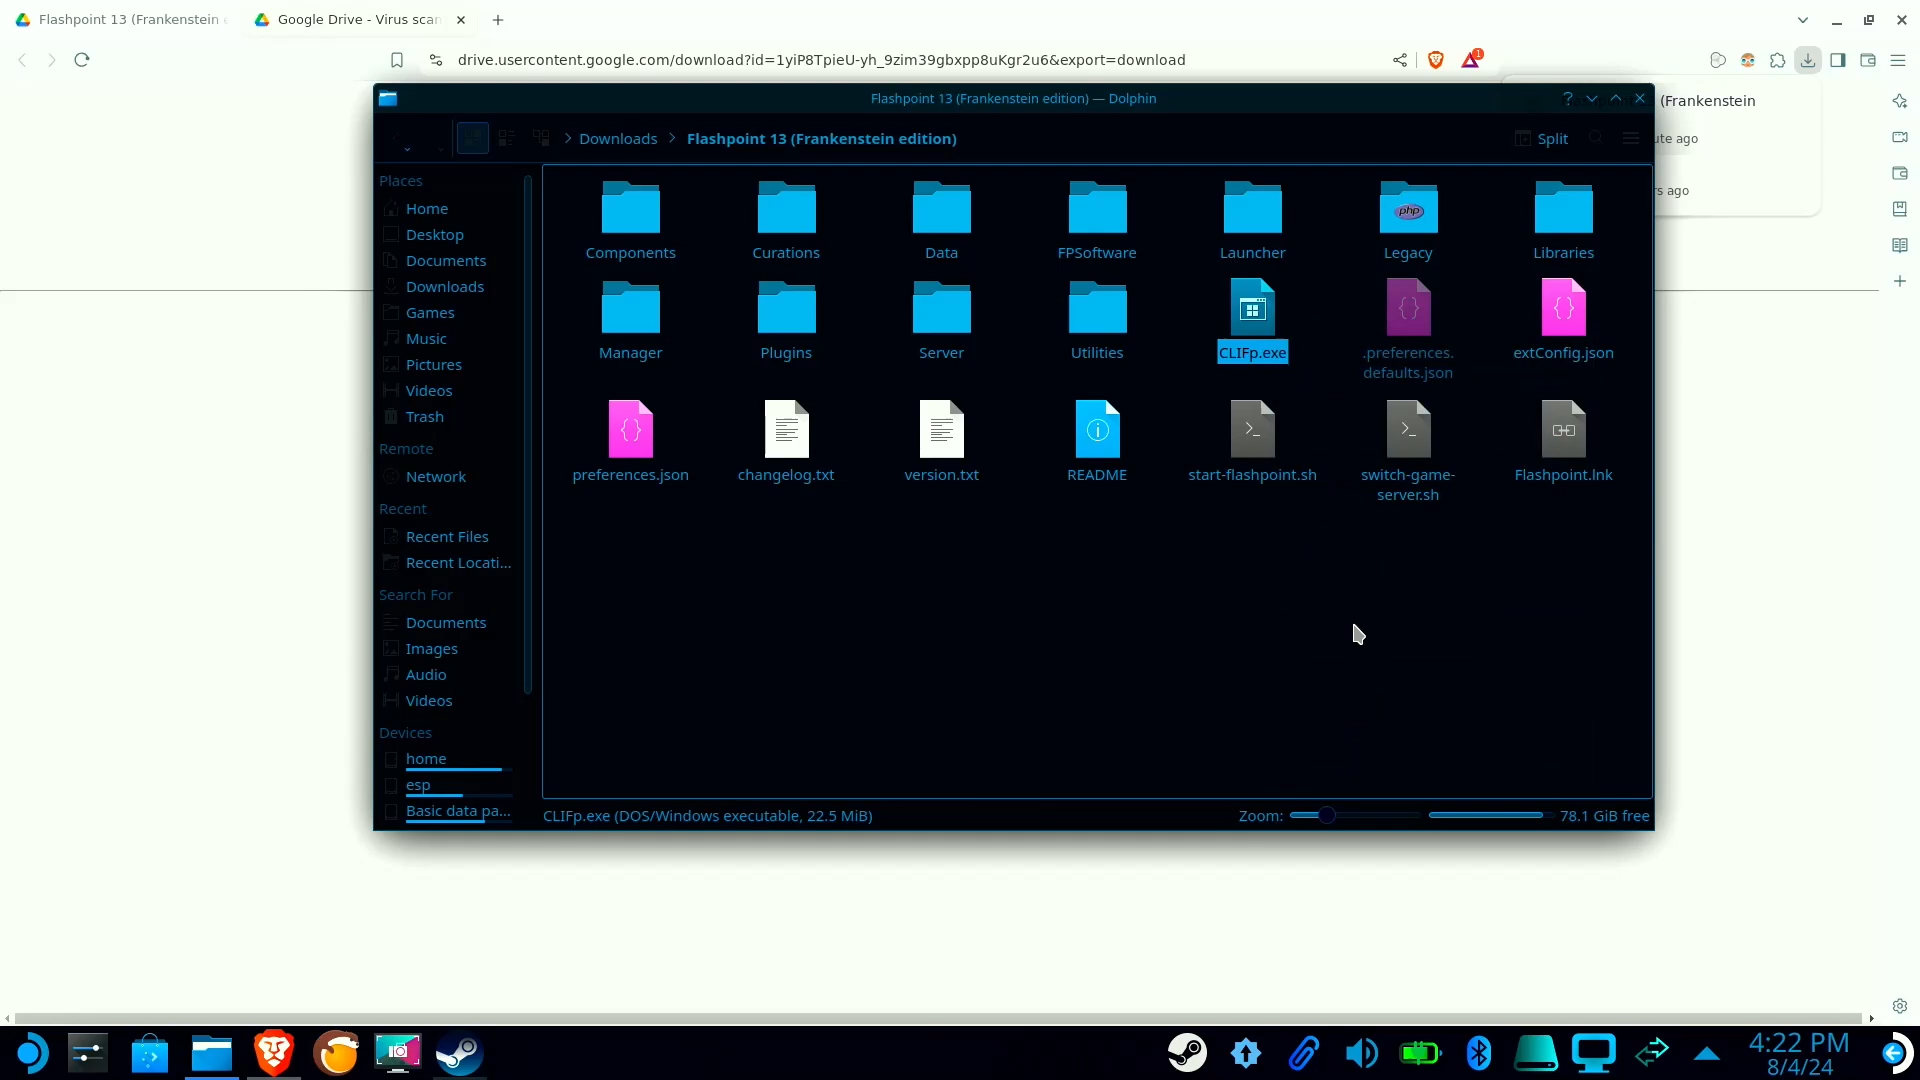 Flashpoint 13 (Frankenstein
Google Drive - Virus scan
drive.usercontent.google.com/download?id=1yiP8TpieU-yh_9zim39gbxpp8uKgr2u6&export=download
1
Flashpoint 13 (Frankenstein edition) — Dolphin
(Frankenstein
Downloads
Flashpoint 13 (Frankenstein edition)
Split
ute ago
rs ago
Places
Home
Desktop
Documents
Downloads
Games
Music
Pictures
Videos
Trash
Remote
Network
Recent
Recent Files
Recent Locati...
Search For
Documents
Images
Audio
Videos
Devices
home
esp
Basic data pa...
Components
Curations
Data
FPSoftware
Launcher
php
Legacy
Libraries
Manager
Plugins
Server
Utilities
CLIFp.exe
.preferences.
defaults.json
extConfig.json
preferences.json
changelog.txt
version.txt
README
start-flashpoint.sh
switch-game-
server.sh
Flashpoint.lnk
CLIFp.exe (DOS/Windows executable, 22.5 MiB)
Zoom:
78.1 GiB free
4:22 PM
8/4/24